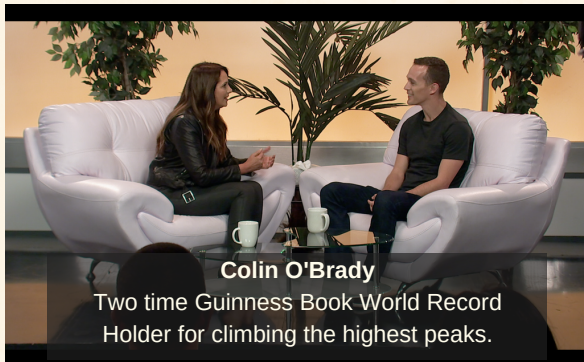 Colin O'Brady
Two time Guinness Book World Record
Holder for climbing the highest peaks.